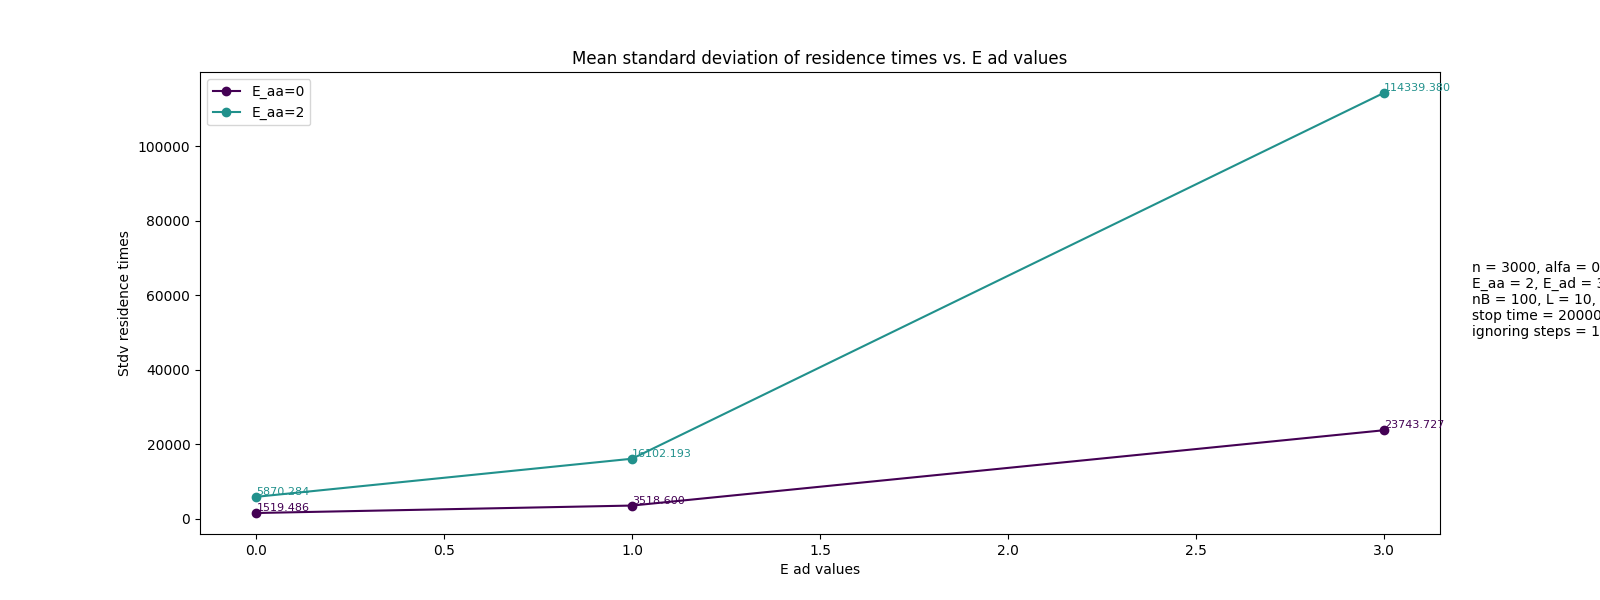 Mean standard deviation of residence times vs. E ad values
E_aa=0
E_aa=2
114339.380
100000
80000
60000
40000
20000
0
Stdv residence times
23743.727
16102.193
5870.284
3518.600
1519.486
0.0 0.5 1.0 1.5 2.0 2.5 3.0
E ad values
n = 3000, alfa = 0
E_aa = 2, E_ad = 3
nB = 100, L = 10,
stop time = 20000
ignoring steps = 1